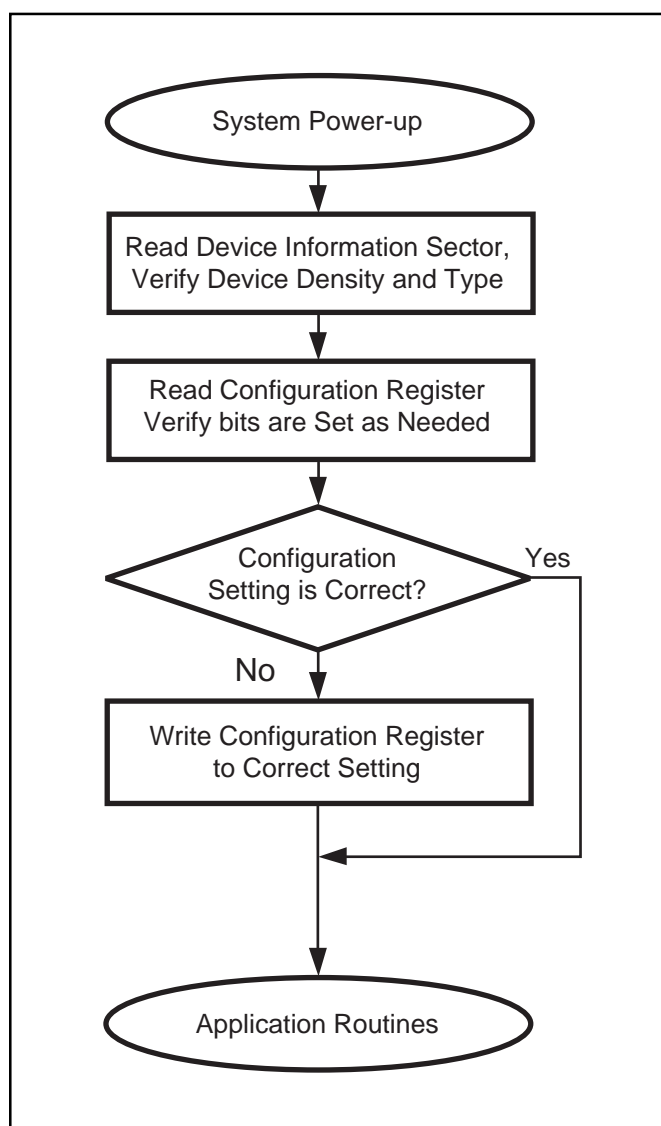 System Power-up
Read Device Information Sector,
Verify Device Density and Type
Read Configuration Register
Verify bits are Set as Needed
Configuration
Setting is Correct?
Yes
No
Write Configuration Register
to Correct Setting
Application Routines